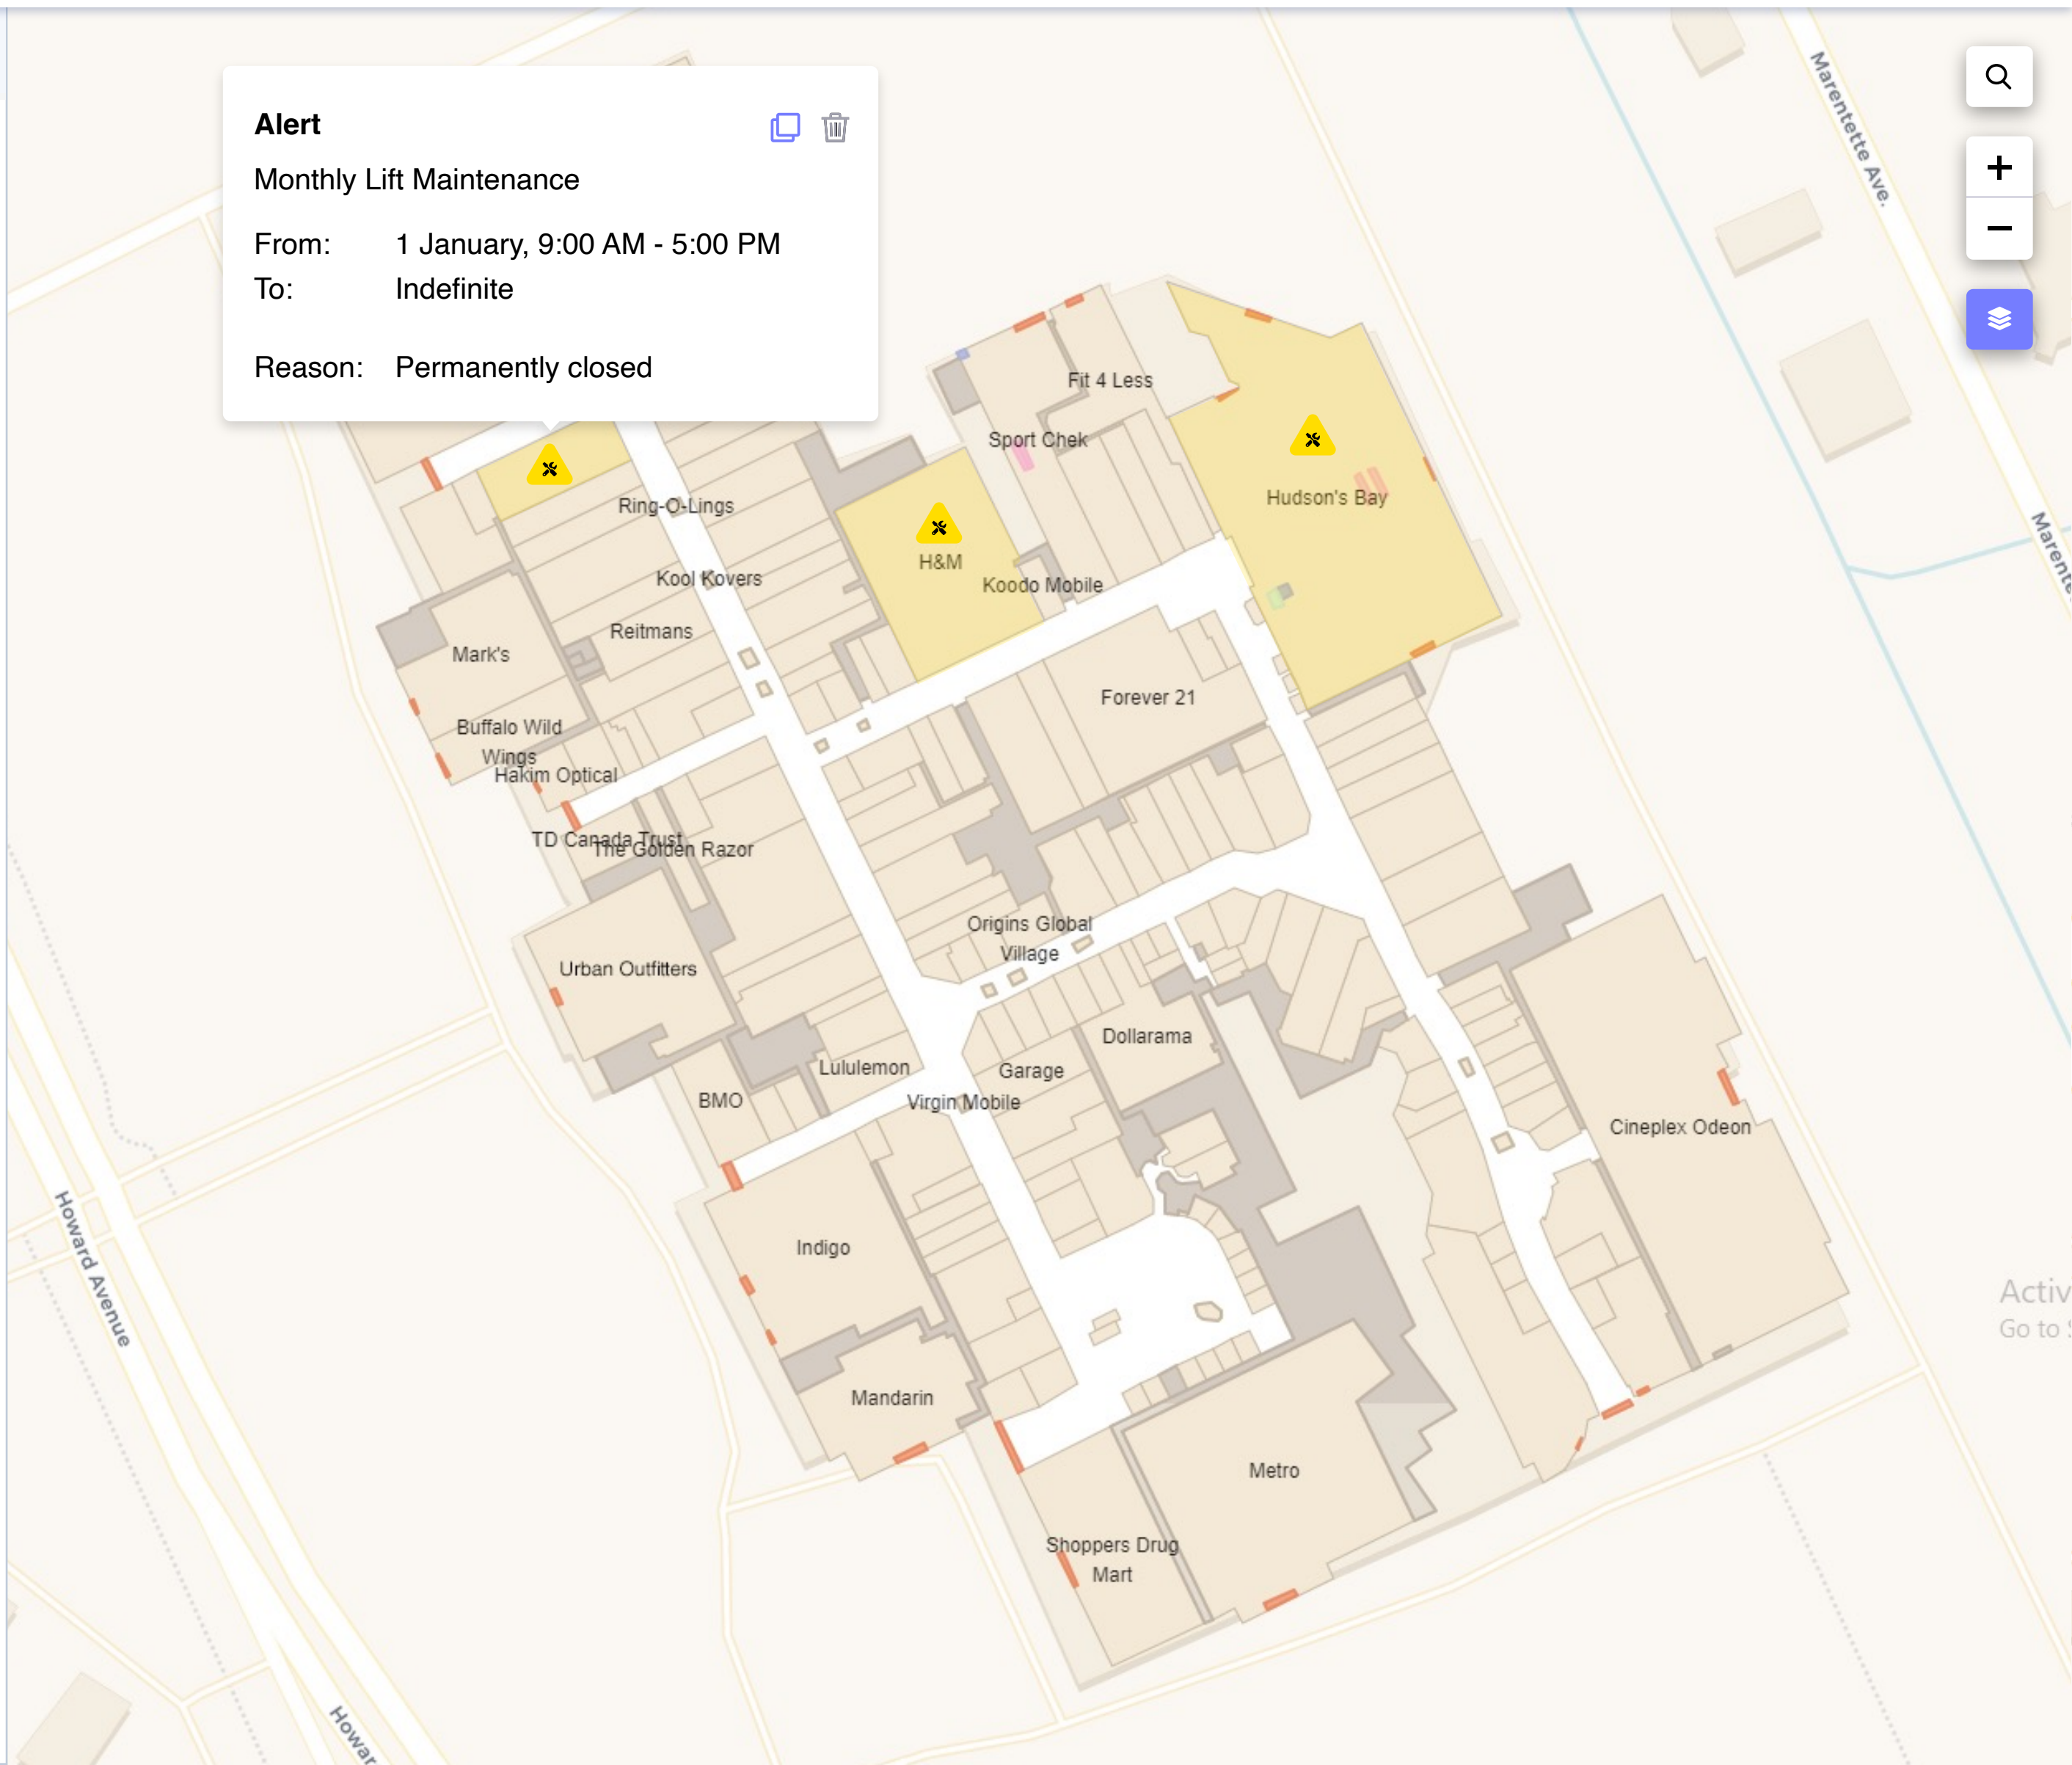 Alert
Monthly Lift Maintenance
From: 1 January, 9:00 AM - 5:00 PM
To: Indefinite
Reason: Permanently closed
Marentette Ave.
Fit 4 Less
Sport Chek
Hudson's Bay
Ring-O-Lings
H&M
Kool Kovers
Koodo Mobile
Reitmans
Mark's
Forever 21
Buffalo Wild
Wings
Hakim Optical
TD Canada Trust
The Golden Razor
Origins Global
Village
Urban Outfitters
Dollarama
Lululemon
Garage
BMO
Virgin Mobile
Cineplex Odeon
Howard Avenue
Indigo
Activ
Go to
Mandarin
Metro
Shoppers Drug
Mart
Howar
Marente